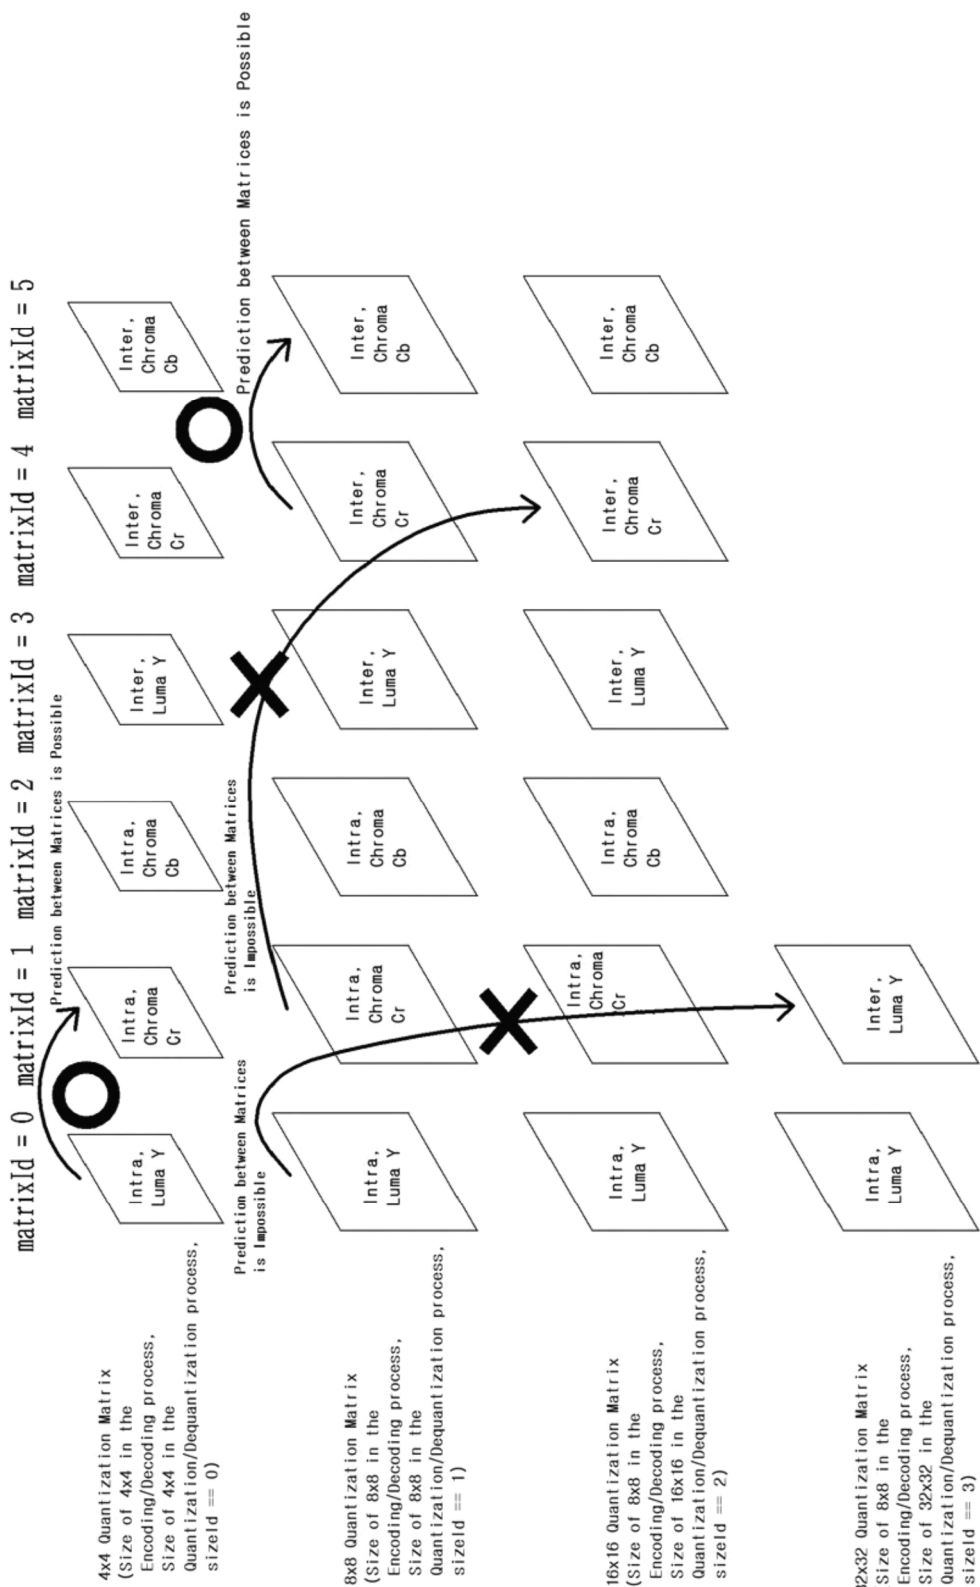 matrixId = 0 matrixId = 1 matrixId = 2 matrixId = 3 matrixId = 4 matrixId = 5
Prediction between Matrices is Possible
4x4 Quantization Matrix
(Size of 4x4 in the
Encoding/Decoding process,
Size of 4x4 in the
Quantization/Dequantization process,
sizeId == 0)
Intra,
Luma Y
Intra,
Chroma
Cr
Intra,
Chroma
Cb
Inter,
Luma Y
Inter,
Chroma
Cr
Inter,
Chroma
Cb
Prediction between Matrices
is Impossible
Prediction between Matrices
is Impossible
Prediction between Matrices is Possible
8x8 Quantization Matrix
(Size of 8x8 in the
Encoding/Decoding process,
Size of 8x8 in the
Quantization/Dequantization process,
sizeId == 1)
Intra,
Luma Y
Intra,
Chroma
Cr
Intra,
Chroma
Cb
Inter,
Luma Y
Inter,
Chroma
Cr
Inter,
Chroma
Cb
16x16 Quantization Matrix
(Size of 8x8 in the
Encoding/Decoding process,
Size of 16x16 in the
Quantization/Dequantization process,
sizeId == 2)
Intra,
Luma Y
Intra,
Chroma
Cr
Intra,
Chroma
Cb
Inter,
Luma Y
Inter,
Chroma
Cr
Inter,
Chroma
Cb
32x32 Quantization Matrix
Size of 8x8 in the
Encoding/Decoding process,
Size of 32x32 in the
Quantization/Dequantization process,
sizeId == 3)
Intra,
Luma Y
Inter,
Luma Y